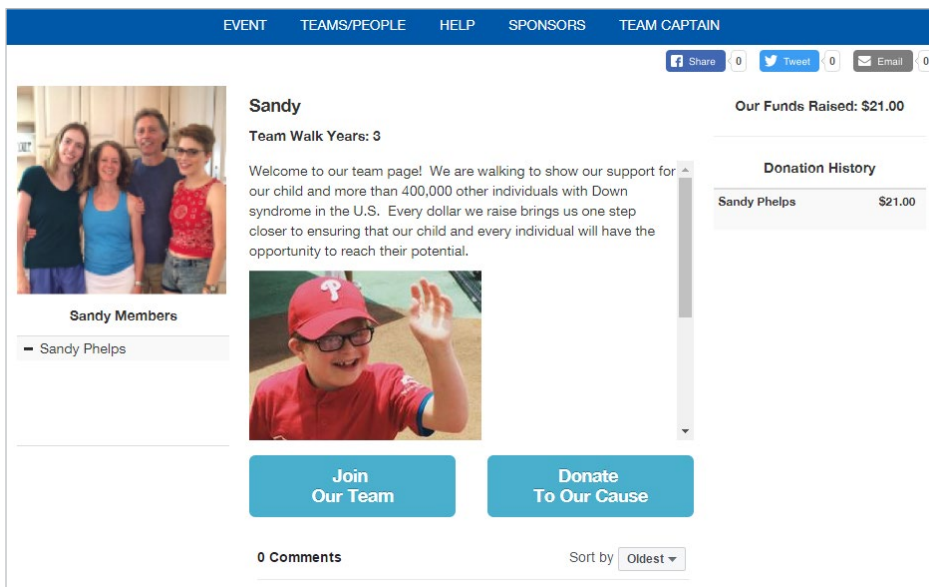 EVENT TEAMS/PEOPLE HELP SPONSORS TEAM CAPTAIN
Share 0 Tweet 0 Email 0
Sandy
Team Walk Years: 3
Welcome to our team page! We are walking to show our support for
our child and more than 400,000 other individuals with Down
syndrome in the U.S. Every dollar we raise brings us one step
closer to ensuring that our child and every individual will have the
opportunity to reach their potential.
P
Sandy Members
Sandy Phelps
Our Funds Raised: $21.00
Donation History
Sandy Phelps $21.00
Join
Our Team
Donate
To Our Cause
0 Comments Sort by Oldest